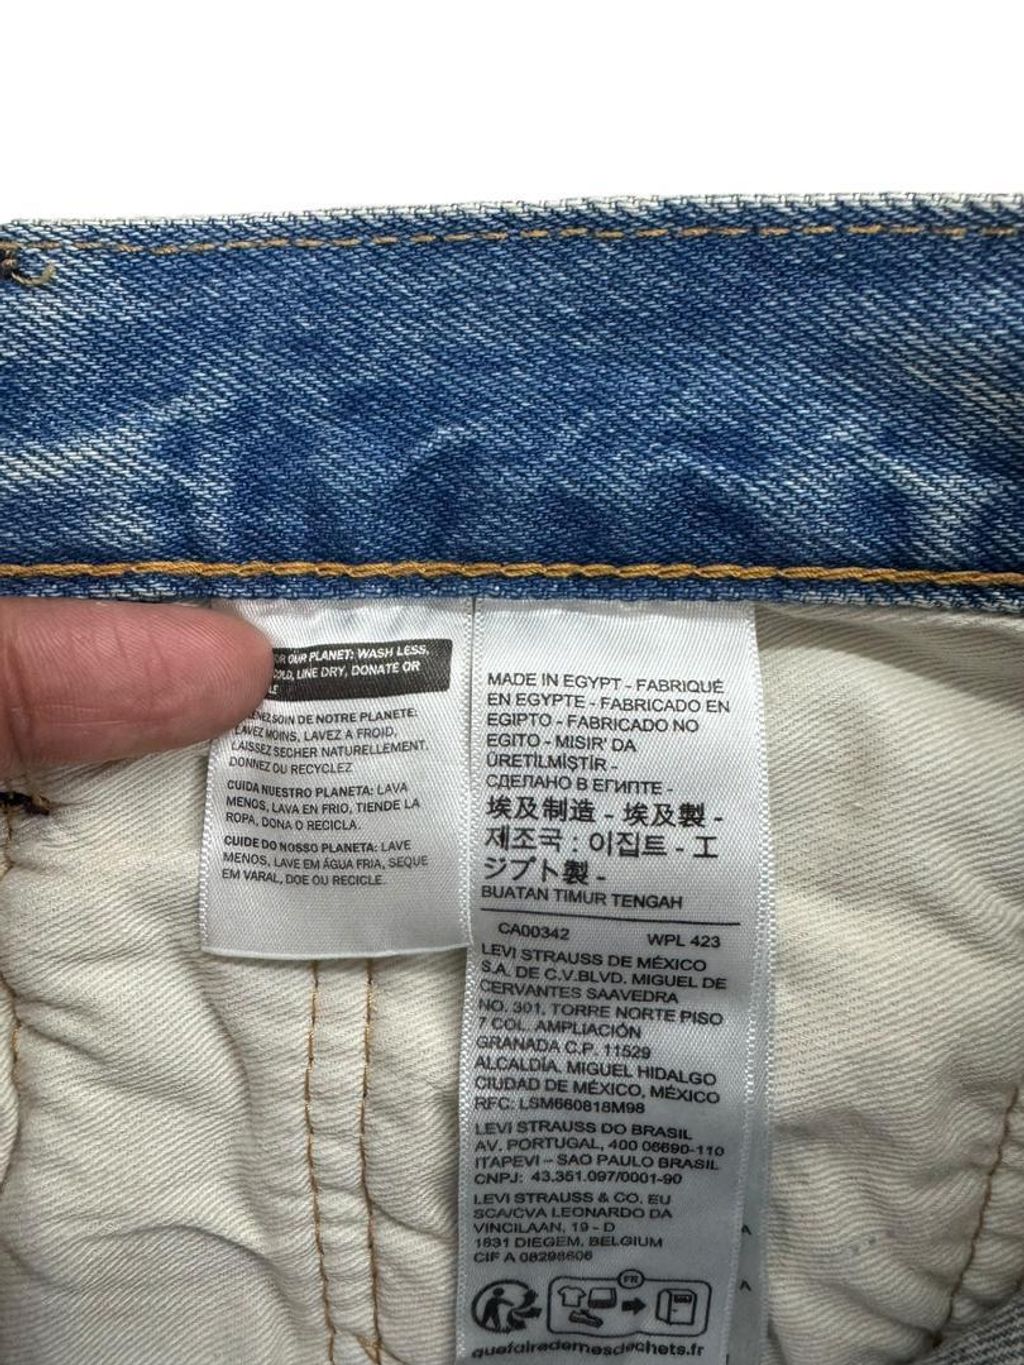 OR OUR PLANET: WASH LESS,
COLD, LINE DRY, DONATE OR
LE
ENEZ SOIN DE NOTRE PLANETE:
LAVEZ MOINS, LAVEZ A FROID,
LAISSEZ SECHER NATURELLEMENT,
DONNEZ OU RECYCLEZ
CUIDA NUESTRO PLANETA: LAVA
MENOS, LAVA EN FRIO, TIENDE LA
ROPA, DONA O RECICLA.
CUIDE DO NOSSO PLANETA: LAVE
MENOS, LAVE EM ÁGUA FRIA, SEQUE
EM VARAL, DOE OU RECICLE.
MADE IN EGYPT - FABRIQUÉ
EN EGYPTE - FABRICADO EN
EGIPTO - FABRICADO NO
EGITO - MISIR' DA
ÜRETİLMİŞTİR -
СДЕЛАНО В ЕГИПТЕ -
埃及制造 - 埃及製 -
제조국 : 이집트 - エ
ジプト製 -
BUATAN TIMUR TENGAH
CA00342 WPL 423
LEVI STRAUSS DE MÉXICO
S.A. DE C.V.BLVD. MIGUEL DE
CERVANTES SAAVEDRA
NO. 301, TORRE NORTE PISO
7 COL. AMPLIACIÓN
GRANADA C.P. 11529
ALCALDÍA. MIGUEL HIDALGO
CIUDAD DE MÉXICO, MÉXICO
RFC: LSM660818M98
LEVI STRAUSS DO BRASIL
AV. PORTUGAL, 400 06690-110
ITAPEVI – SAO PAULO BRASIL
CNPJ: 43.351.097/0001-90
LEVI STRAUSS & CO. EU
SCA/CVA LEONARDO DA
VINCILAAN, 19 - D
1831 DIEGEM, BELGIUM
CIF A 08298606
FR
quefairedemesdechets.fr
A
A